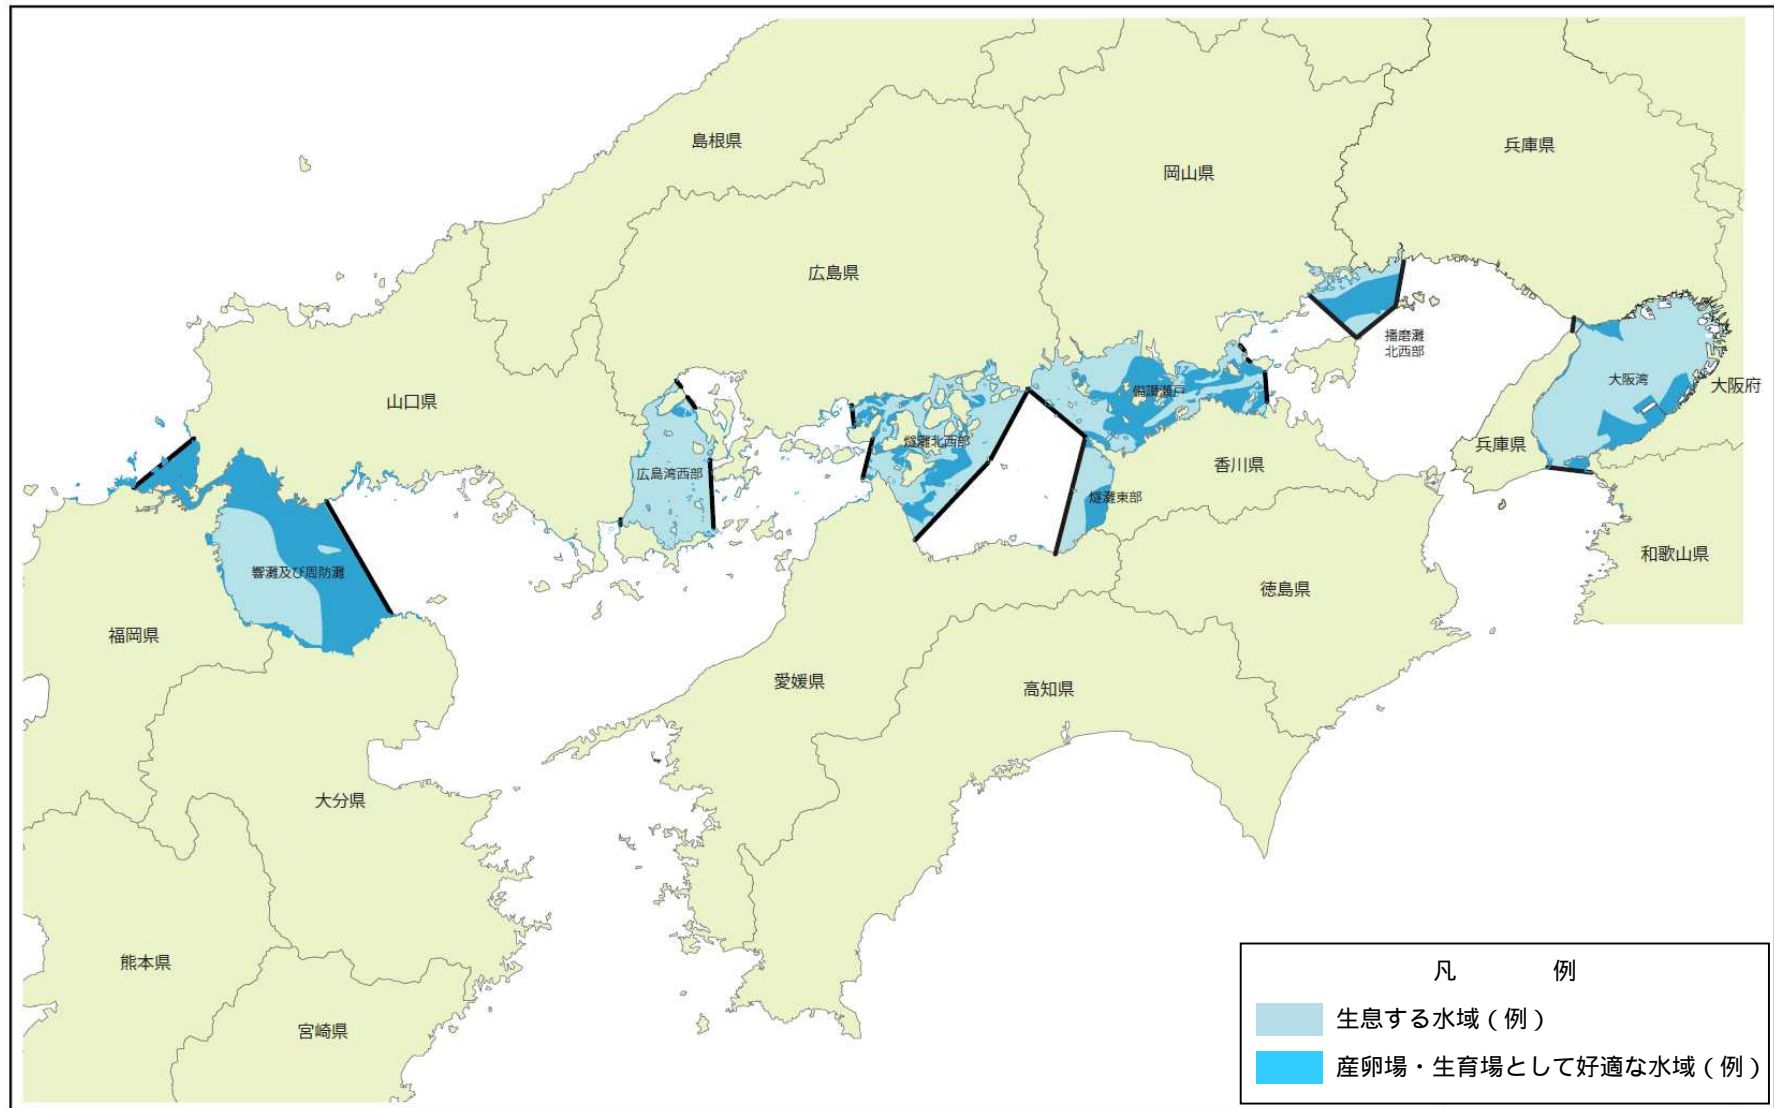 島根県
兵庫県
岡山県
広島県
播磨灘
北西部
大阪湾
大阪府
山口県
備讃瀬戸
燧灘北西部
兵庫県
香川県
広島湾西部
燧灘東部
和歌山県
響灘及び周防灘
徳島県
福岡県
愛媛県
高知県
大分県
熊本県
宮崎県
凡 例
生息する水域（例）
産卵場・生育場として好適な水域（例）